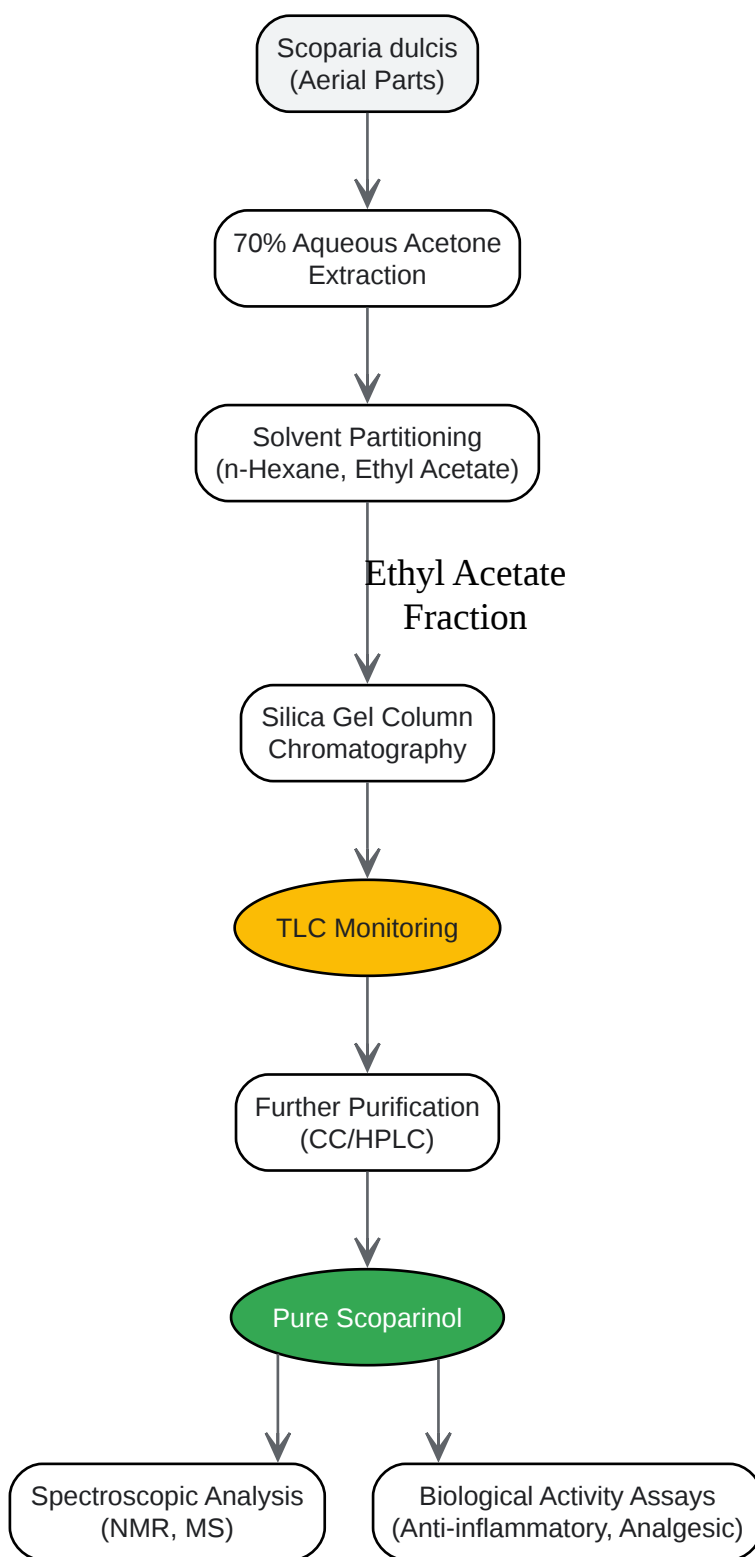 Scoparia dulcis
(Aerial Parts)
70% Aqueous Acetone
Extraction
Solvent Partitioning
(n-Hexane, Ethyl Acetate)
Ethyl Acetate
Fraction
Silica Gel Column
Chromatography
TLC Monitoring
Further Purification
(CC/HPLC)
Pure Scoparinol
Spectroscopic Analysis
(NMR, MS)
Biological Activity Assays
(Anti-inflammatory, Analgesic)